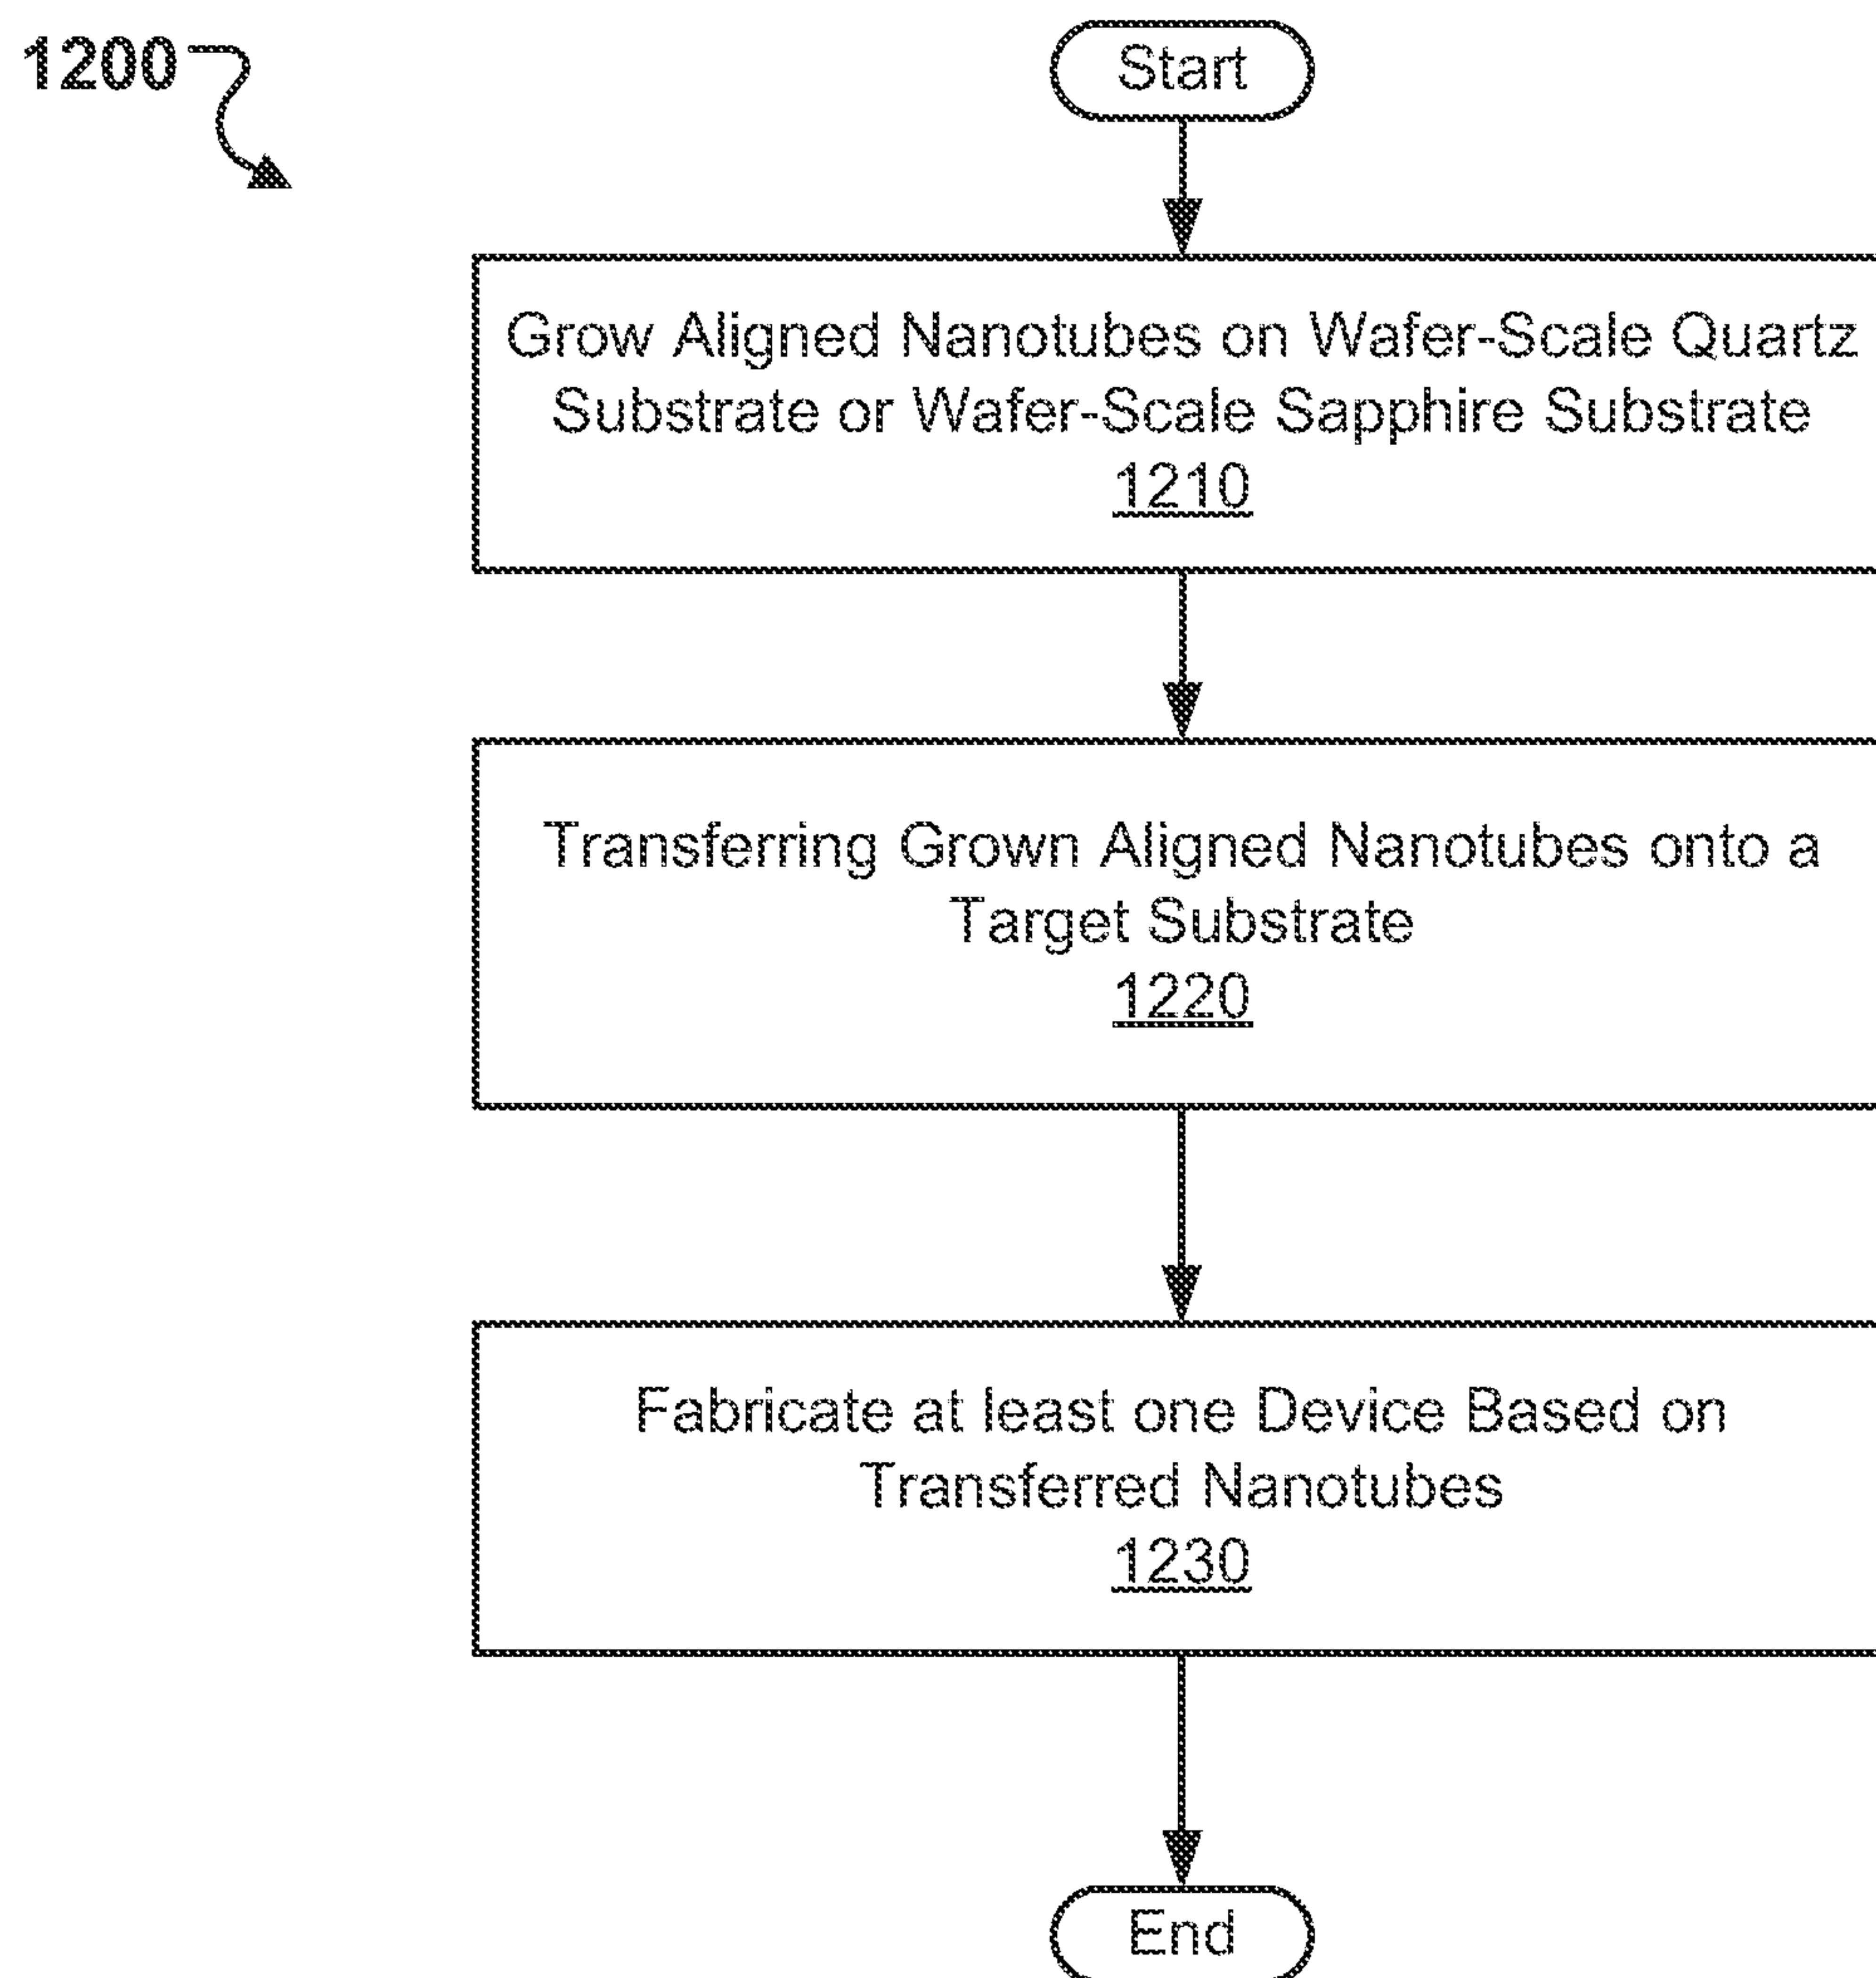 1200
Start
Grow Aligned Nanotubes on Wafer-Scale Quartz
Substrate or Wafer-Scale Sapphire Substrate
1210
Transferring Grown Aligned Nanotubes onto a
Target Substrate
1220
Fabricate at least one Device Based on
Transferred Nanotubes
1230
End